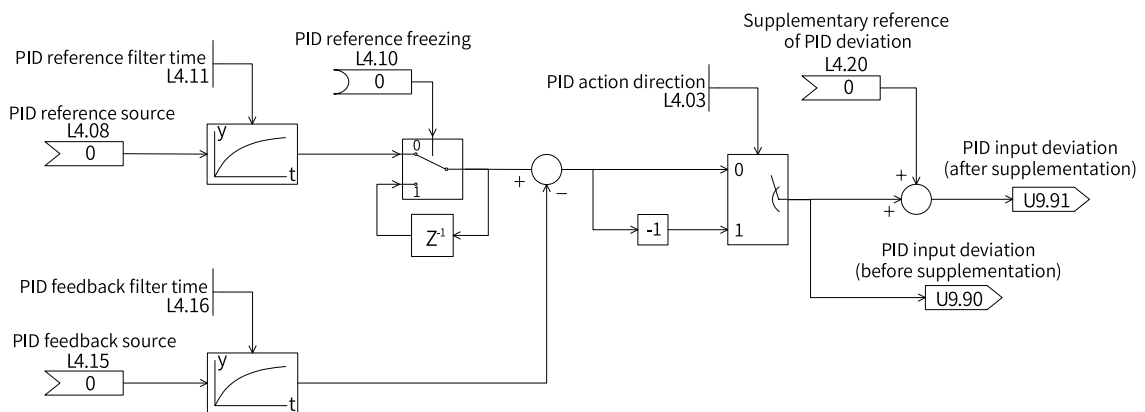 Supplementary reference
of PID deviation
L4.20
0
PID reference freezing
L4.10
0
PID reference filter time
L4.11
PID action direction
L4.03
PID reference source
L4.08
0
y
t
0
1
Z-1
+
−
-1
0
1
+
+
PID input deviation
(after supplementation)
U9.91
PID input deviation
(before supplementation)
U9.90
PID feedback filter time
L4.16
PID feedback source
L4.15
0
y
t